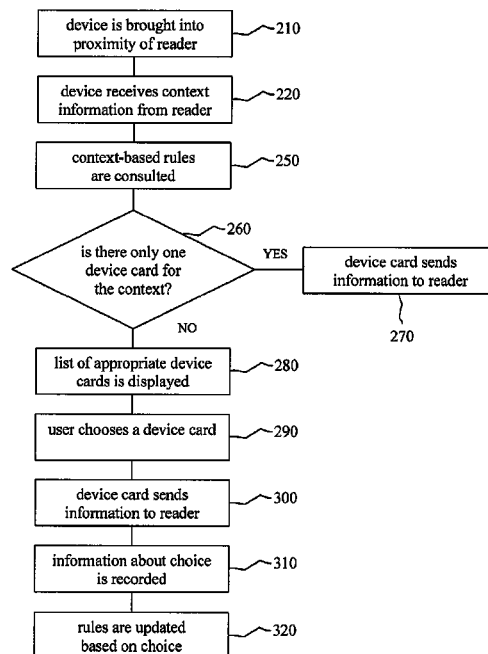 device is brought into
proximity of reader
210
device receives context
information from reader
220
context-based rules
are consulted
250
260
is there only one
device card for
the context?
YES
device card sends
information to reader
270
NO
list of appropriate device
cards is displayed
280
user chooses a device card
290
device card sends
information to reader
300
information about choice
is recorded
310
rules are updated
based on choice
320